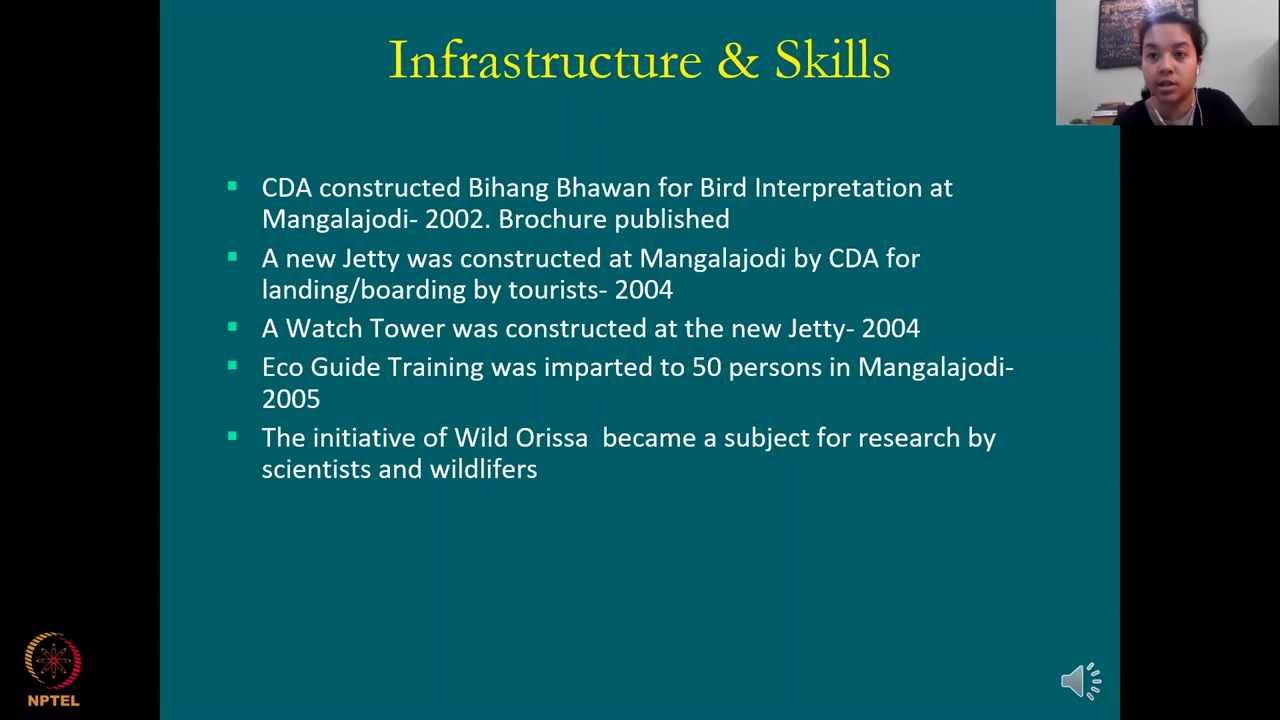 Infrastructure & Skills
CDA constructed Bihang Bhawan for Bird Interpretation at
Mangalajodi- 2002. Brochure published
A new Jetty was constructed at Mangalajodi by CDA for
landing/boarding by tourists- 2004
A Watch Tower was constructed at the new Jetty- 2004
Eco Guide Training was imparted to 50 persons in Mangalajodi-
2005
The initiative of Wild Orissa  became a subject for research by
scientists and wildlifers
NPTEL